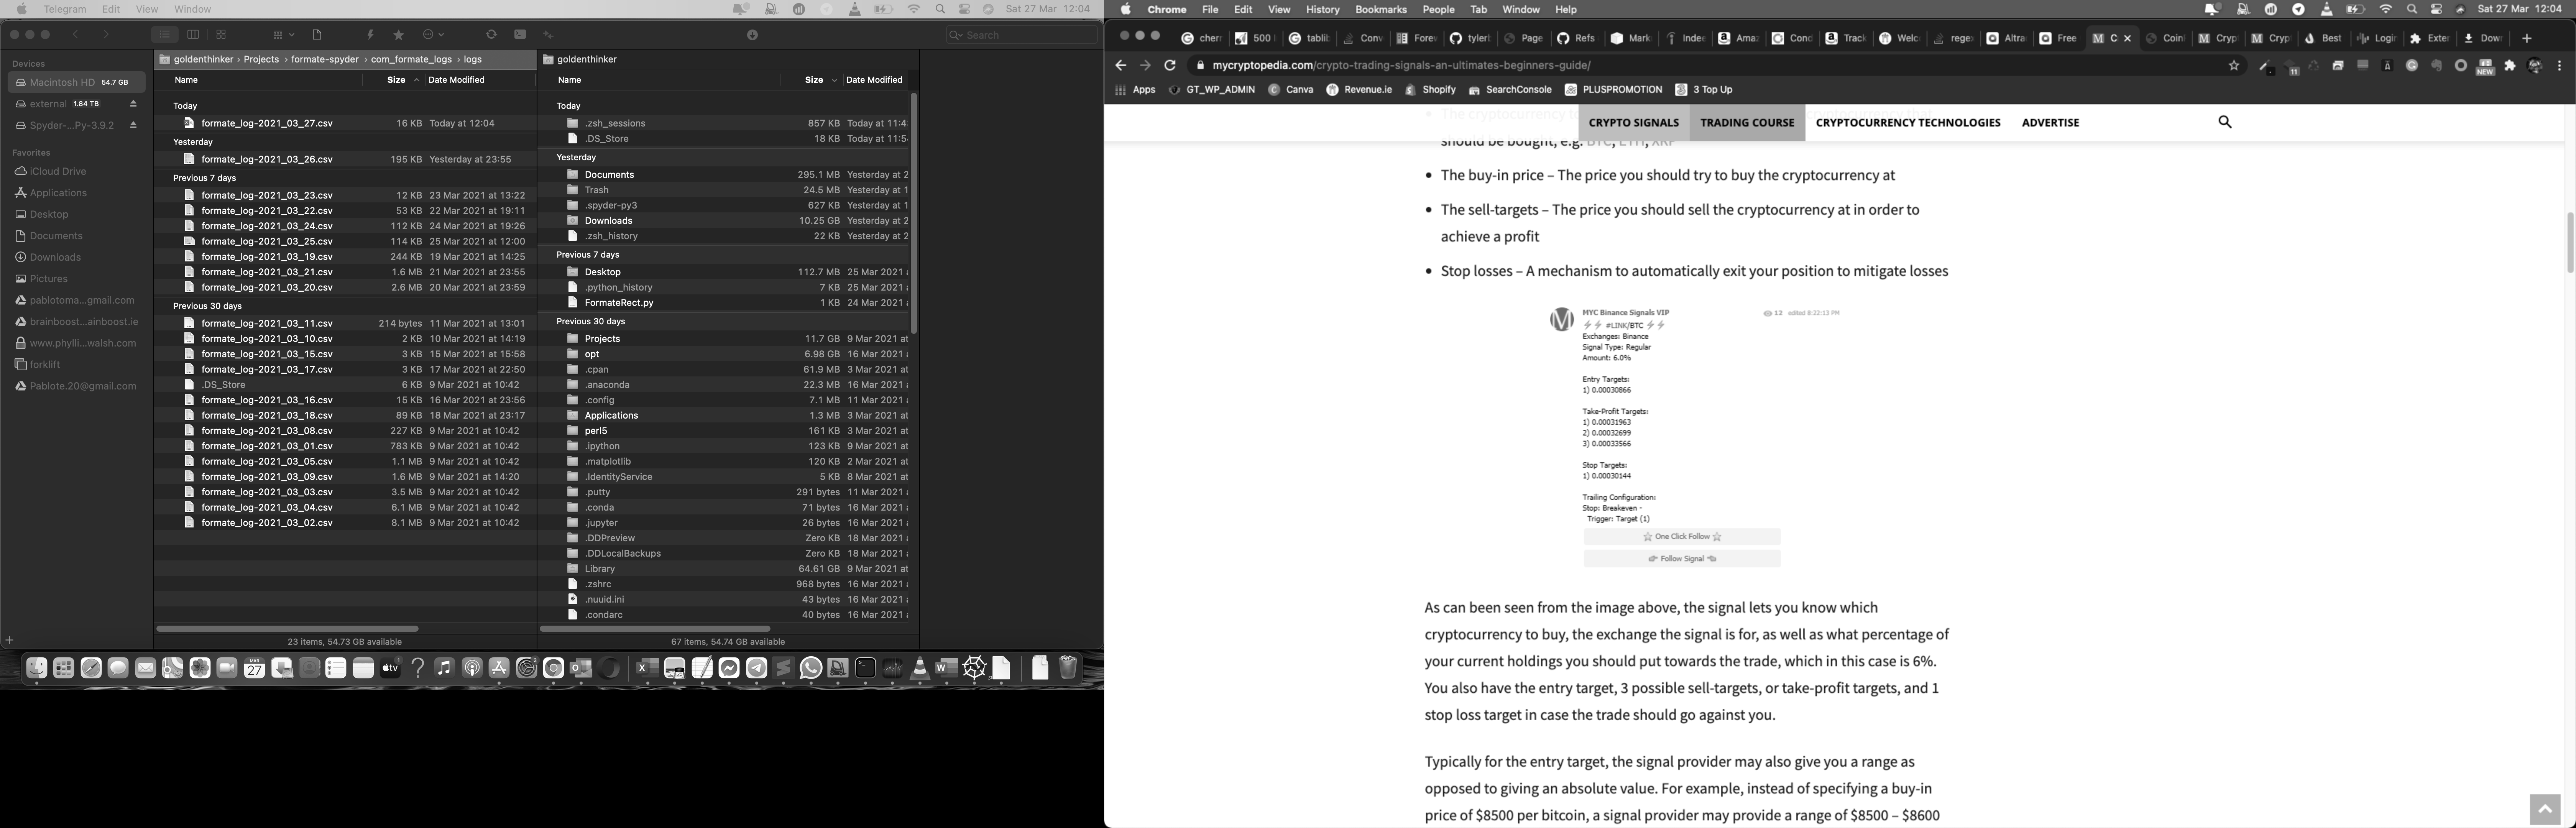 Telegram Edit View Window Sat 27 Mar 12:04
Search
Devices
Macintosh HD 54.7 GB
external 1.84 TB
Spyder-...Py-3.9.2
Favorites
iCloud Drive
Applications
Desktop
Documents
Downloads
Pictures
pablotoma...gmail.com
brainboost...ainboost.ie
www.phylli...walsh.com
forklift
Pablote.20@gmail.com
goldenthinker › Projects › formate-spyder › com_formate_logs › logs
Name Size Date Modified
Today
formate_log-2021_03_27.csv 16 KB Today at 12:04
Yesterday
formate_log-2021_03_26.csv 195 KB Yesterday at 23:55
Previous 7 days
formate_log-2021_03_23.csv 12 KB 23 Mar 2021 at 13:22
formate_log-2021_03_22.csv 53 KB 22 Mar 2021 at 19:11
formate_log-2021_03_24.csv 112 KB 24 Mar 2021 at 19:26
formate_log-2021_03_25.csv 114 KB 25 Mar 2021 at 12:00
formate_log-2021_03_19.csv 244 KB 19 Mar 2021 at 14:25
formate_log-2021_03_21.csv 1.6 MB 21 Mar 2021 at 23:55
formate_log-2021_03_20.csv 2.6 MB 20 Mar 2021 at 23:59
Previous 30 days
formate_log-2021_03_11.csv 214 bytes 11 Mar 2021 at 13:01
formate_log-2021_03_10.csv 2 KB 10 Mar 2021 at 14:19
formate_log-2021_03_15.csv 3 KB 15 Mar 2021 at 15:58
formate_log-2021_03_17.csv 3 KB 17 Mar 2021 at 22:50
.DS_Store 6 KB 9 Mar 2021 at 10:42
formate_log-2021_03_16.csv 15 KB 16 Mar 2021 at 23:56
formate_log-2021_03_18.csv 89 KB 18 Mar 2021 at 23:17
formate_log-2021_03_08.csv 227 KB 9 Mar 2021 at 10:42
formate_log-2021_03_01.csv 783 KB 9 Mar 2021 at 10:42
formate_log-2021_03_05.csv 1.1 MB 9 Mar 2021 at 10:42
formate_log-2021_03_09.csv 1.6 MB 9 Mar 2021 at 14:20
formate_log-2021_03_03.csv 3.5 MB 9 Mar 2021 at 10:42
formate_log-2021_03_04.csv 6.1 MB 9 Mar 2021 at 10:42
formate_log-2021_03_02.csv 8.1 MB 9 Mar 2021 at 10:42
23 items, 54.73 GB available
goldenthinker
Name Size Date Modified
Today
.zsh_sessions 857 KB Today at 11:4
.DS_Store 18 KB Today at 11:5
Yesterday
Documents 295.1 MB Yesterday at 2
Trash 24.5 MB Yesterday at 1
.spyder-py3 627 KB Yesterday at 1
Downloads 10.25 GB Yesterday at 2
.zsh_history 22 KB Yesterday at 2
Previous 7 days
Desktop 112.7 MB 25 Mar 2021
.python_history 7 KB 25 Mar 2021
FormateRect.py 1 KB 24 Mar 2021
Previous 30 days
Projects 11.7 GB 9 Mar 2021 at
opt 6.98 GB 16 Mar 2021
.cpan 61.9 MB 3 Mar 2021 at
.anaconda 22.3 MB 16 Mar 2021
.config 7.1 MB 11 Mar 2021
Applications 1.3 MB 3 Mar 2021 at
perl5 161 KB 3 Mar 2021 at
.ipython 123 KB 9 Mar 2021 at
.matplotlib 120 KB 2 Mar 2021 at
.IdentityService 5 KB 8 Mar 2021 at
.putty 291 bytes 11 Mar 2021
.conda 71 bytes 16 Mar 2021
.jupyter 26 bytes 16 Mar 2021
.DDPreview Zero KB 18 Mar 2021
.DDLocalBackups Zero KB 18 Mar 2021
Library 64.61 GB 9 Mar 2021 at
.zshrc 968 bytes 16 Mar 2021
.nuuid.ini 43 bytes 16 Mar 2021
.condarc 40 bytes 16 Mar 2021
67 items, 54.74 GB available
Chrome File Edit View History Bookmarks People Tab Window Help Sat 27 Mar 12:04
cherr 500 tablib Conv Forev tylert Page Refs Mark Index Amaz Cond Track Welc regex Altra Free C Coin Cryp Cryp Best Login Exter Dow
mycryptopedia.com/crypto-trading-signals-an-ultimates-beginners-guide/
Apps GT_WP_ADMIN Canva Revenue.ie Shopify SearchConsole PLUSPROMOTION 3 Top Up
CRYPTO SIGNALS TRADING COURSE CRYPTOCURRENCY TECHNOLOGIES ADVERTISE
should be bought, e.g. BTC, ETH, XRP
• The buy-in price – The price you should try to buy the cryptocurrency at
• The sell-targets – The price you should sell the cryptocurrency at in order to
achieve a profit
• Stop losses – A mechanism to automatically exit your position to mitigate losses
MYC Binance Signals VIP 12 edited 8:22:13 PM
#LINK/BTC
Exchanges: Binance
Signal Type: Regular
Amount: 6.0%
Entry Targets:
1) 0.00030866
Take-Profit Targets:
1) 0.00031963
2) 0.00032699
3) 0.00033566
Stop Targets:
1) 0.00030144
Trailing Configuration:
Stop: Breakeven -
Trigger: Target (1)
One Click Follow
Follow Signal
As can been seen from the image above, the signal lets you know which
cryptocurrency to buy, the exchange the signal is for, as well as what percentage of
your current holdings you should put towards the trade, which in this case is 6%.
You also have the entry target, 3 possible sell-targets, or take-profit targets, and 1
stop loss target in case the trade should go against you.
Typically for the entry target, the signal provider may also give you a range as
opposed to giving an absolute value. For example, instead of specifying a buy-in
price of $8500 per bitcoin, a signal provider may provide a range of $8500 – $8600